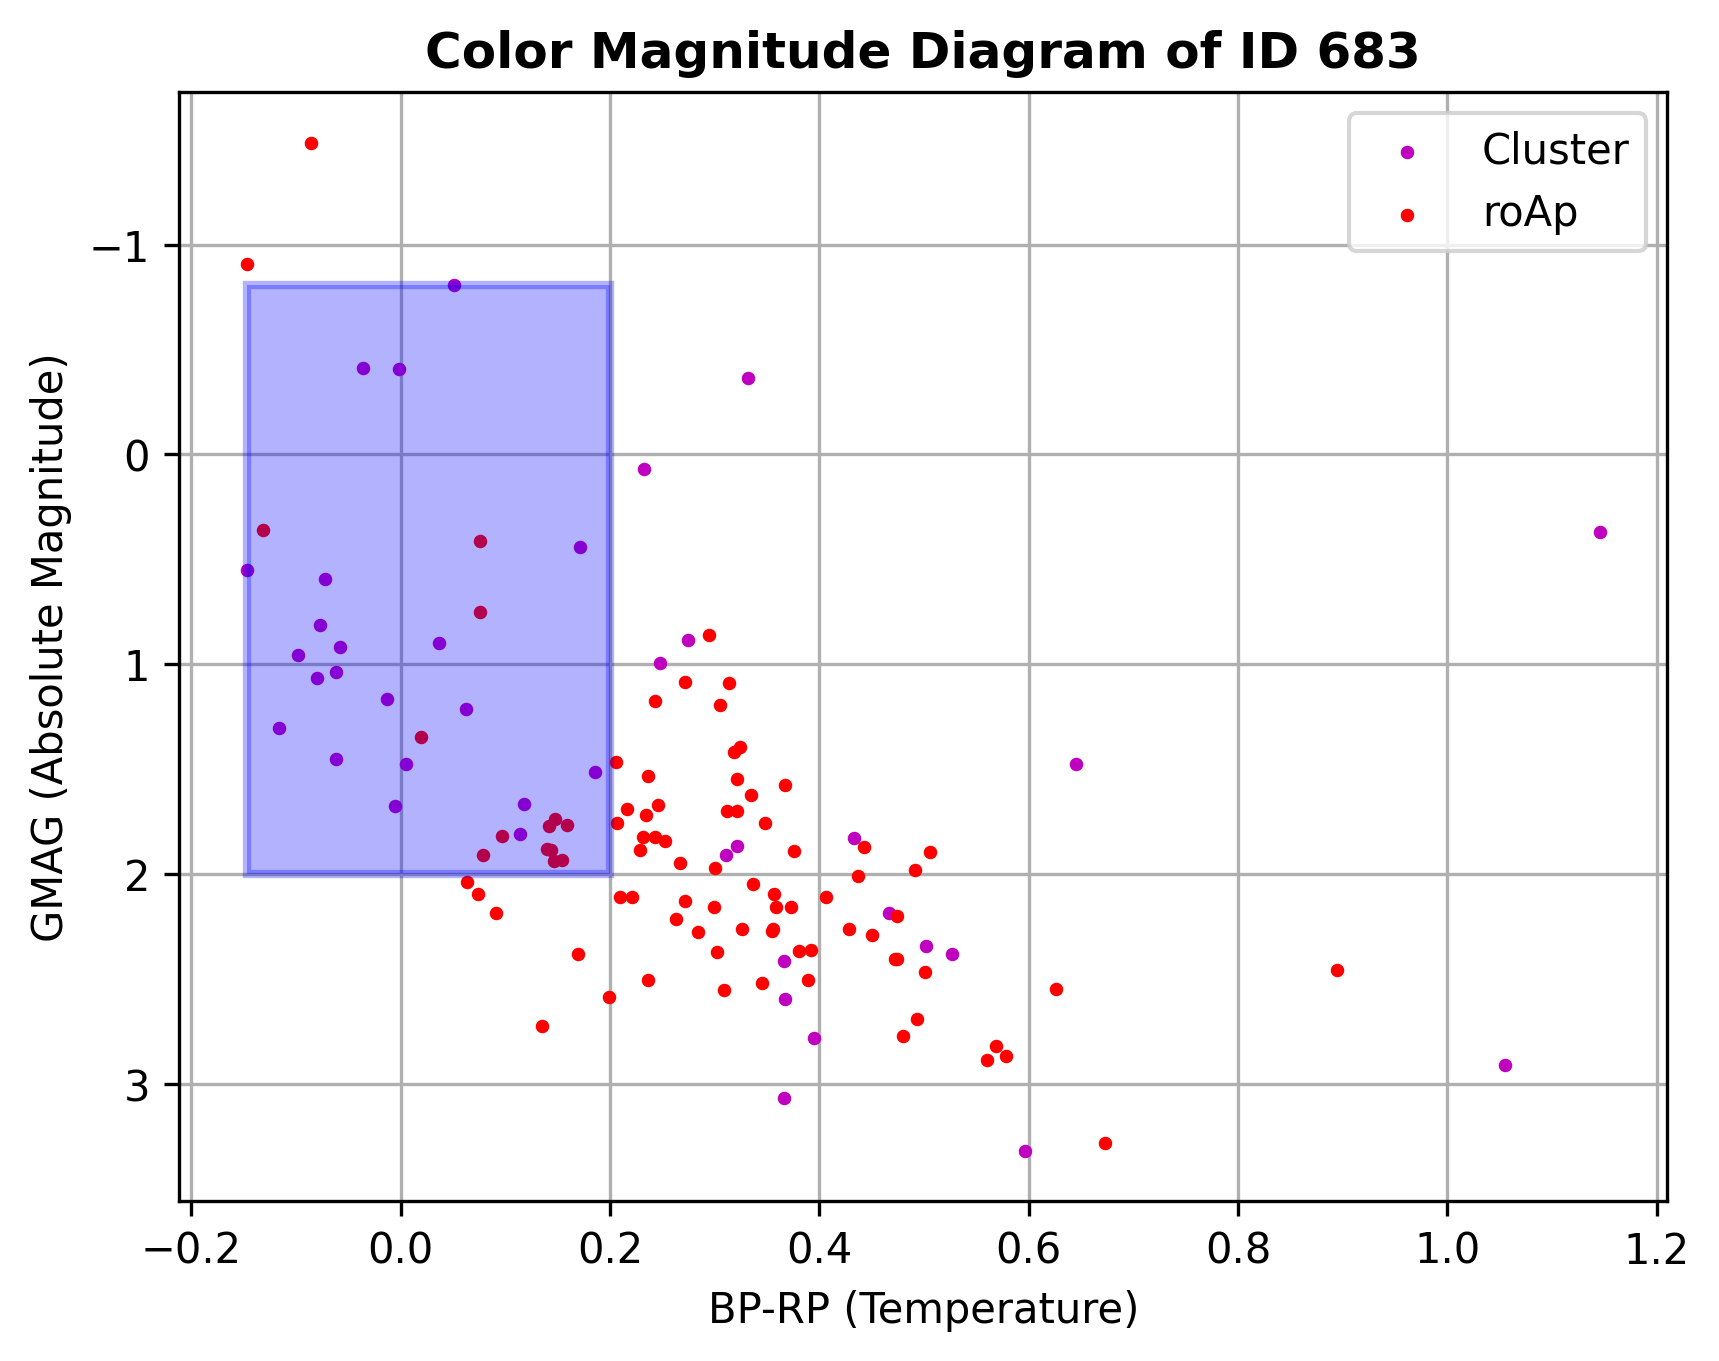 Color Magnitude Diagram of ID 683
Cluster
roAp
−1
0
1
2
3
GMAG (Absolute Magnitude)
−0.2 0.0 0.2 0.4 0.6 0.8 1.0 1.2
BP-RP (Temperature)